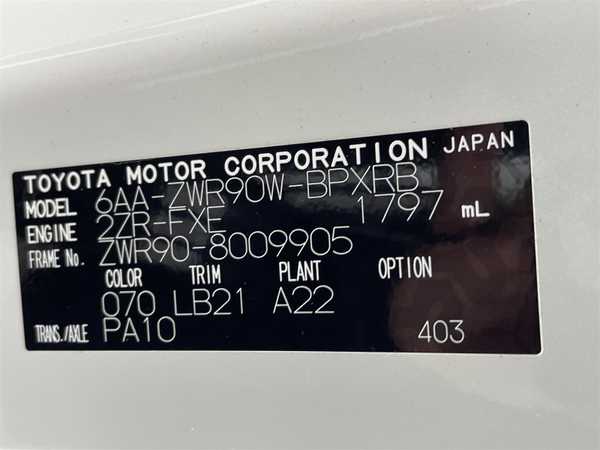 TOYOTA MOTOR CORPORATION JAPAN
MODEL 6AA-ZWR90W-BPXRB
ENGINE 2ZR-FXE 1797 mL
FRAME No. ZWR90-8009905
COLOR TRIM PLANT OPTION
070 LB21 A22
TRANS./AXLE PA10 403